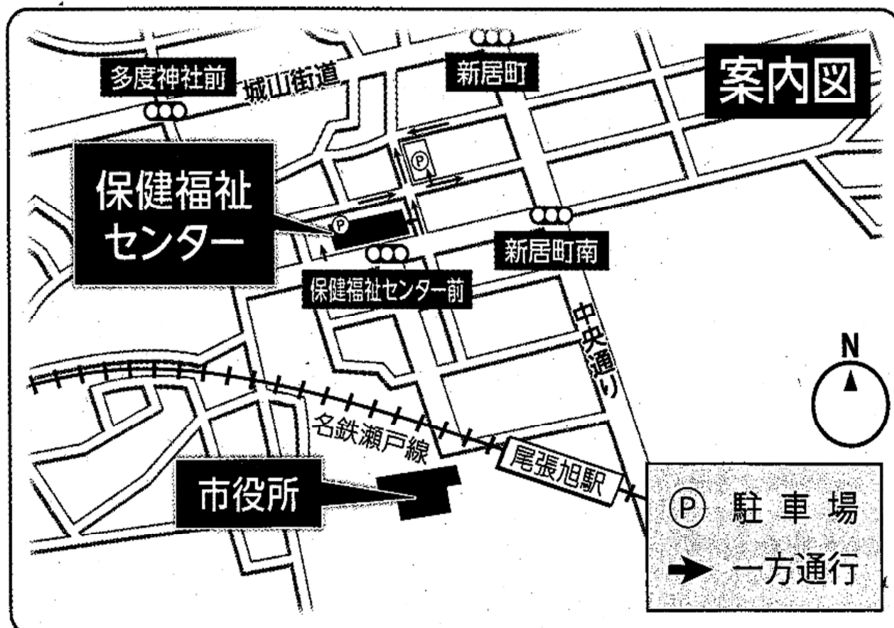 案内図
新居町
多度神社前
城山街道
P
保健福祉
センター
P
新居町南
保健福祉センター前
中央通り
N
名鉄瀬戸線
尾張旭駅
市役所
P 駐車場
→ 一方通行